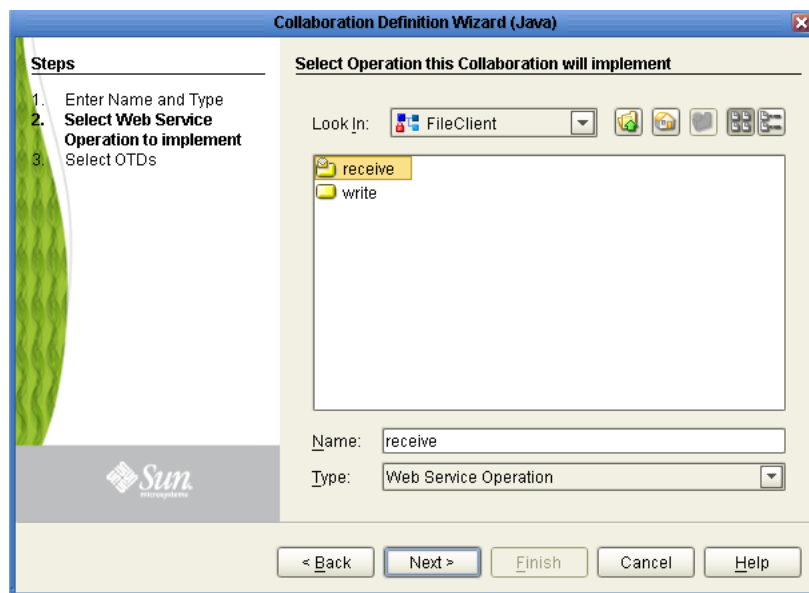 Collaboration Definition Wizard (Java)
Steps
1. Enter Name and Type
2. Select Web Service
Operation to implement
3. Select OTDs
Sun
microsystems
Select Operation this Collaboration will implement
Look In: FileClient
receive
write
Name: receive
Type: Web Service Operation
< Back Next > Finish Cancel Help